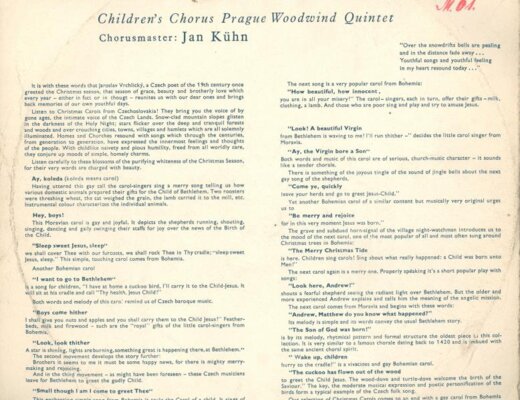 Children's Chorus Prague Woodwind Quintet
Chorusmaster: Jan Kühn
M 61.
"Over the snowdrifts bells are pealing
and in the distance fade away . . .
Youthful songs and youthful feeling
in my heart resound today . . ."
It is with these words that Jaroslav Vrchlický, a Czech poet of the 19th century once
greeted the Christmas season, that season of grace, beauty and brotherly love which
every year – either in fact or in though – reunites us with our dear ones and brings
back memories of our own youthful days.
Listen to Christmas Carols from Czechoslovakia! They bring you the voice of by
gone ages, the intimate voice of the Czech Lands. Snow-clad mountain slopes glisten
in the darkness of the Holy Night; stars flicker over the deep and tranquil forests
and woods and over crouching cities, towns, villages and hamlets which are all solemnly
illuminated. Homes and Churches resound with songs which through the centuries,
from generation to generation, have expressed the innermost feelings and thoughts
of the people. With childlike naivety and pious humility, freed from all worldly care,
they conjure up moods of simple, homely charms.
Listen carefully to these blossoms of the purifying whiteness of the Christmas Season,
for their very words are charged with beauty.
Ay, koleda (koleda means carol)
Having uttered this gay call the carol-singers sing a merry song telling us how
various domestic animals prepared their gifts for the Child of Bethlehem. Two roosters
were threshing wheat, the cat weighed the grain, the lamb carried it to the mill, etc.
Instrumental colour characterizes the individual animals.
Hey, boys!
This Moravian carol is gay and joyful. It depicts the shepherds running, shouting,
singing, dancing and gaily swinging their staffs for joy over the news of the Birth of
the Child.
"Sleep sweet Jesus, sleep"
we shall cover Thee with our fur-coats, we shall rock Thee in Thy cradle; "sleep sweet
Jesus, sleep." This simple, touching carol comes from Bohemia.
Another Bohemian carol
"I want to go to Bethlehem"
is a song for children, "I have at home a cuckoo bird, I'll carry it to the Child-Jesus. It
will sit at his cradle and call "Thy health, Jesus Child!"
Both words and melody of this carol remind us of Czech baroque music.
"Boys come hither
I shall give you nuts and apples and you shall carry them to the Child Jesus!" Feather-
beds, milk and firewood – such are the "royal" gifts of the little carol-singers from
Bohemia.
"Look, look thither
A star is shining, lights are burning, something great is happening there, at Bethlehem."
The second movement develops the story further:
Brothers it seems to me it must be some happy news, for there is mighty merry-
making and rejoicing.
And in the third movement – as might have been foreseen – these Czech musicians
leave for Bethlehem to greet the godly Child.
"Small though I am I come to greet Thee"
The next song is a very popular carol from Bohemia:
"How beautiful, how innocent,
you are in all your misery!" The carol - singers, each in turn, offer their gifts – milk,
clothing, a lamb. And those who are poor sing and play and try to amuse Jesus.
"Look! A beautiful Virgin
from Bethlehem is waving to me! I'll run thither –" decides the little carol singer from
Moravia.
"Ay, the Virgin bore a Son"
Both words and music of this carol are of serious, church-music character – it sounds
like a tender chorale.
There is something of the joyous tingle of the sound of jingle bells about the next
gay song of the shepherds.
"Come ye, quickly
leave your herds and go to greet Jesus-Child,"
Yet another Bohemian carol of a similar content but musically very original urges
us to
"Be merry and rejoice
for in this very moment Jesus was born."
The grave and subdued horn-signal of the village night-watchman introduces us
to the mood of the next carol, one of the most popular of all and most often sung around
Christmas trees in Bohemia:
"The Merry Christmas Tide
is here. Children sing carols! Sing about what really happened: a Child was born unto
Men!"
The next carol again is a merry one. Properly speaking it's a short popular play with
songs:
"Look here, Andrew!"
shouts a fearful shepherd seeing the radiant light over Bethlehem. But the older and
more experienced Andrew explains and tells him the meaning of the angelic mission.
The next carol comes from Moravia and begins with these words:
"Andrew, Matthew do you know what happened?"
Its melody is simple and its words convey the usual Bethlehem story.
"The Son of God was born!"
is by its melody, rhythmical pattern and formal structure the oldest piece in this col-
lection. It is very similar to a famous chorale dating back to 1420 and is imbued with
the same ancient choral spirit.
"Wake up, children
hurry to the cradle!" is a vivacious and gay Bohemian carol.
"The cuckoo has flown out of the wood
to greet the Child Jesus. The wood-dove and turtle-dove welcome the birth of the
Saviour." The key, the moderate musical expression and poetic personification of the
birds form a typical example of the Czech folk song.